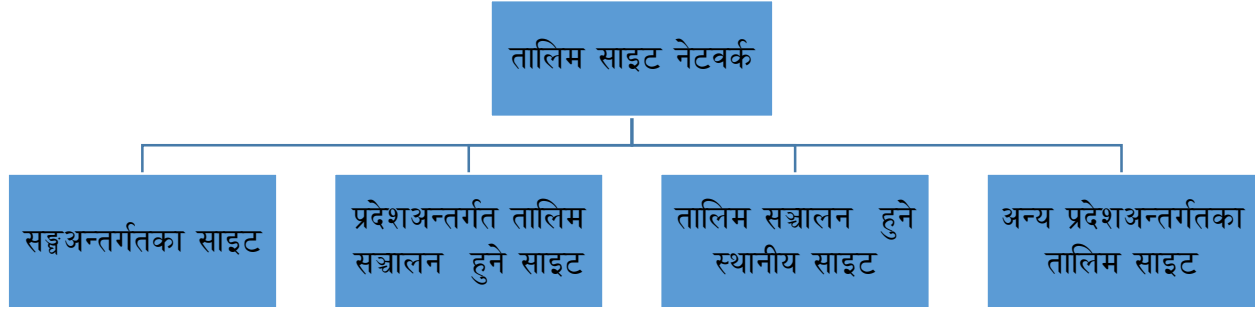 तालिम साइट नेटवर्क
सङ्घअन्तर्गतका साइट
प्रदेशअन्तर्गत तालिम
सञ्चालन हुने साइट
तालिम सञ्चालन हुने
स्थानीय साइट
अन्य प्रदेशअन्तर्गतका
तालिम साइट